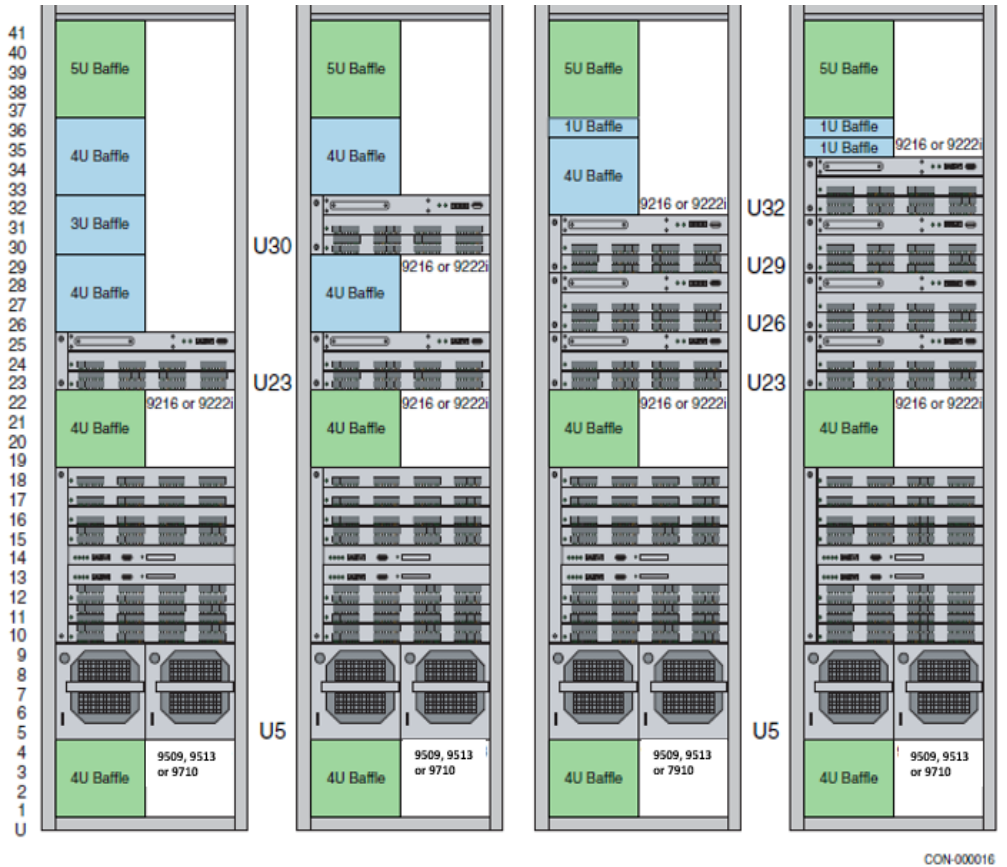 41
40
39
38
37
36
35
34
33
32
31
30
29
28
27
26
25
24
23
22
21
20
19
18
17
16
15
14
13
12
11
10
9
8
7
6
5
4
3
2
1
U
5U Baffle
4U Baffle
3U Baffle
4U Baffle
9216 or 9222i
4U Baffle
4U Baffle
9509, 9513
or 9710
U30
U23
U5
5U Baffle
4U Baffle
9216 or 9222i
4U Baffle
9216 or 9222i
4U Baffle
4U Baffle
9509, 9513
or 9710
5U Baffle
1U Baffle
4U Baffle
9216 or 9222i
9216 or 9222i
4U Baffle
4U Baffle
9509, 9513
or 7910
U32
U29
U26
U23
U5
5U Baffle
1U Baffle
1U Baffle
9216 or 9222i
9216 or 9222i
4U Baffle
4U Baffle
9509, 9513
or 9710
CON-000016